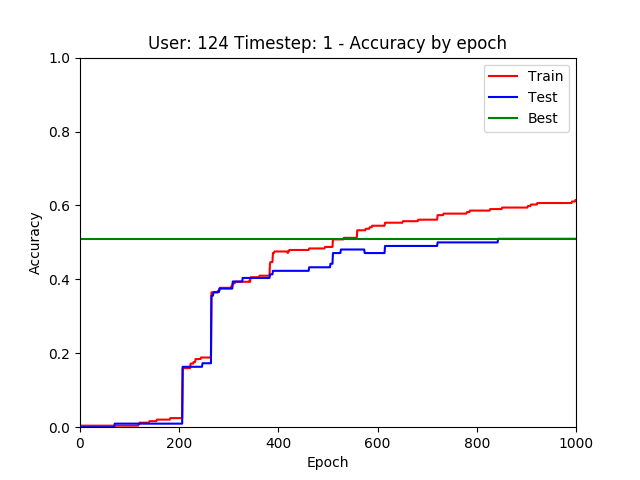 User: 124 Timestep: 1 - Accuracy by epoch
1.0
Train
Test
Best
0.8
0.6
Accuracy
0.4
0.2
0.0
0 200 400 600 800 1000
Epoch